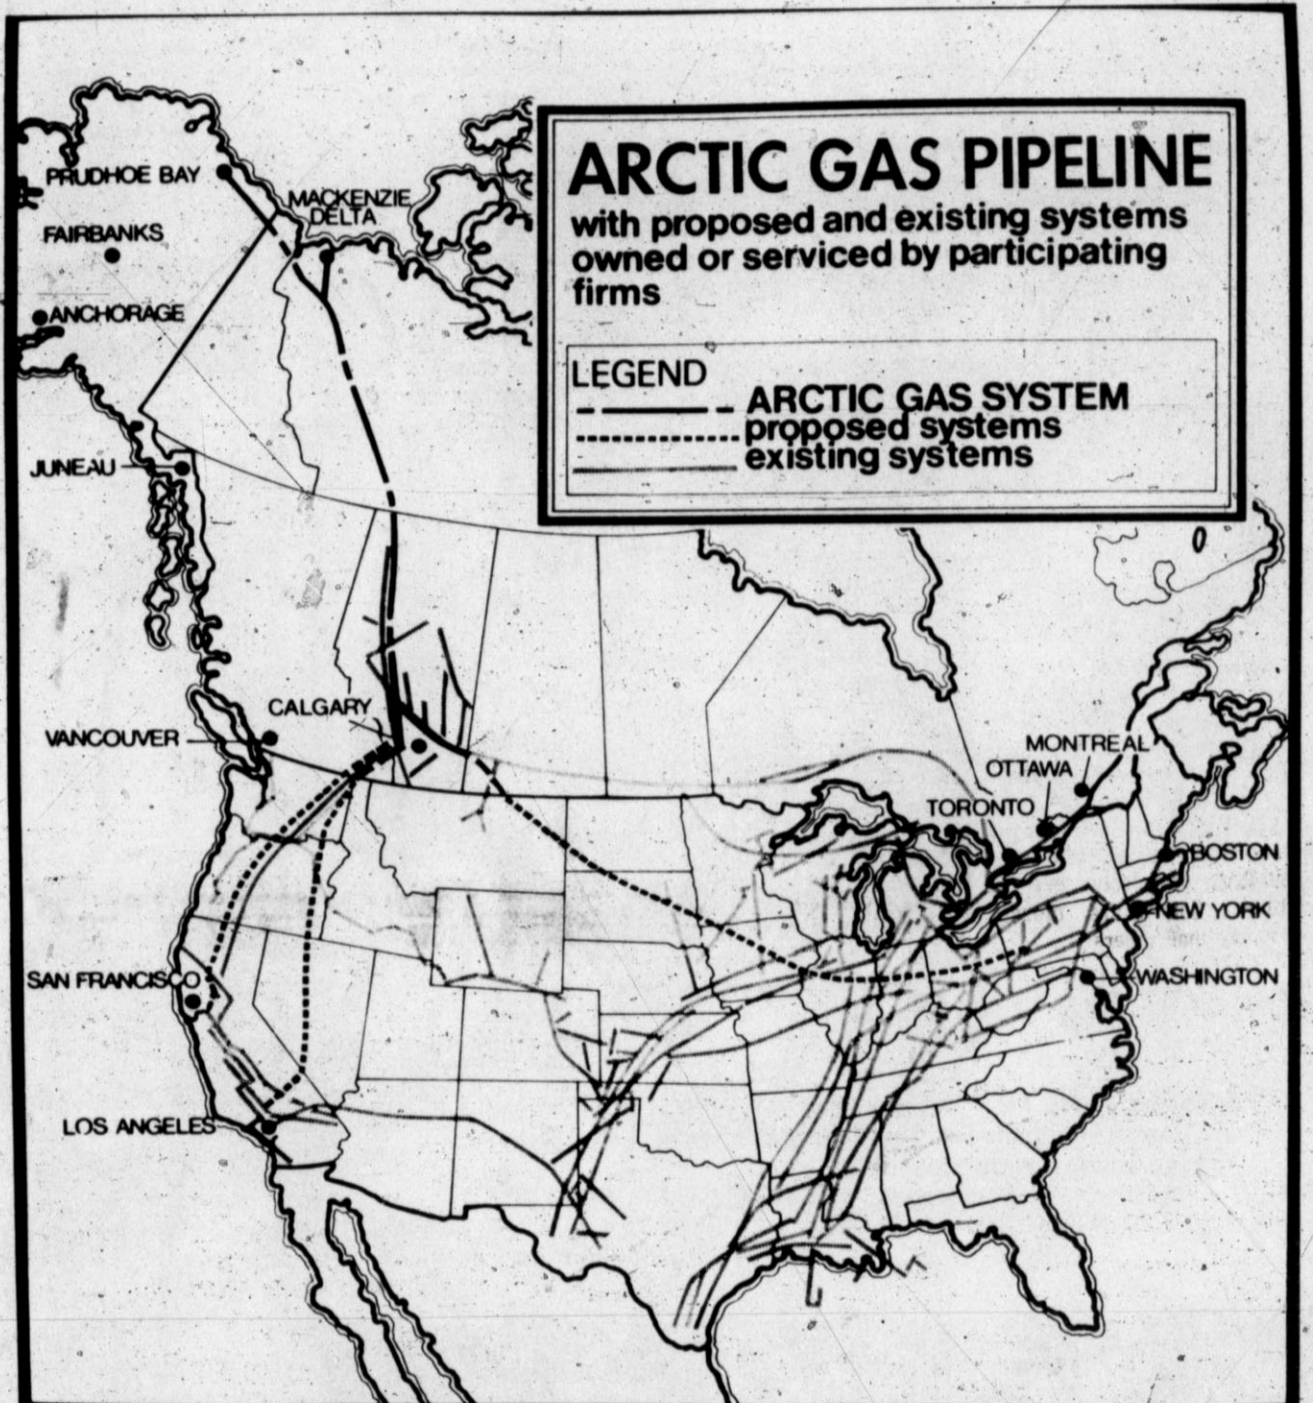 ARCTIC GAS PIPELINE
with proposed and existing systems
owned or serviced by participating
firms
LEGEND
ARCTIC GAS SYSTEM
proposed systems
existing systems
PRUDHOE BAY
MACKENZIE
DELTA
FAIRBANKS
ANCHORAGE
JUNEAU
CALGARY
VANCOUVER
MONTREAL
OTTAWA
TORONTO
BOSTON
NEW YORK
SAN FRANCISCO
WASHINGTON
LOS ANGELES